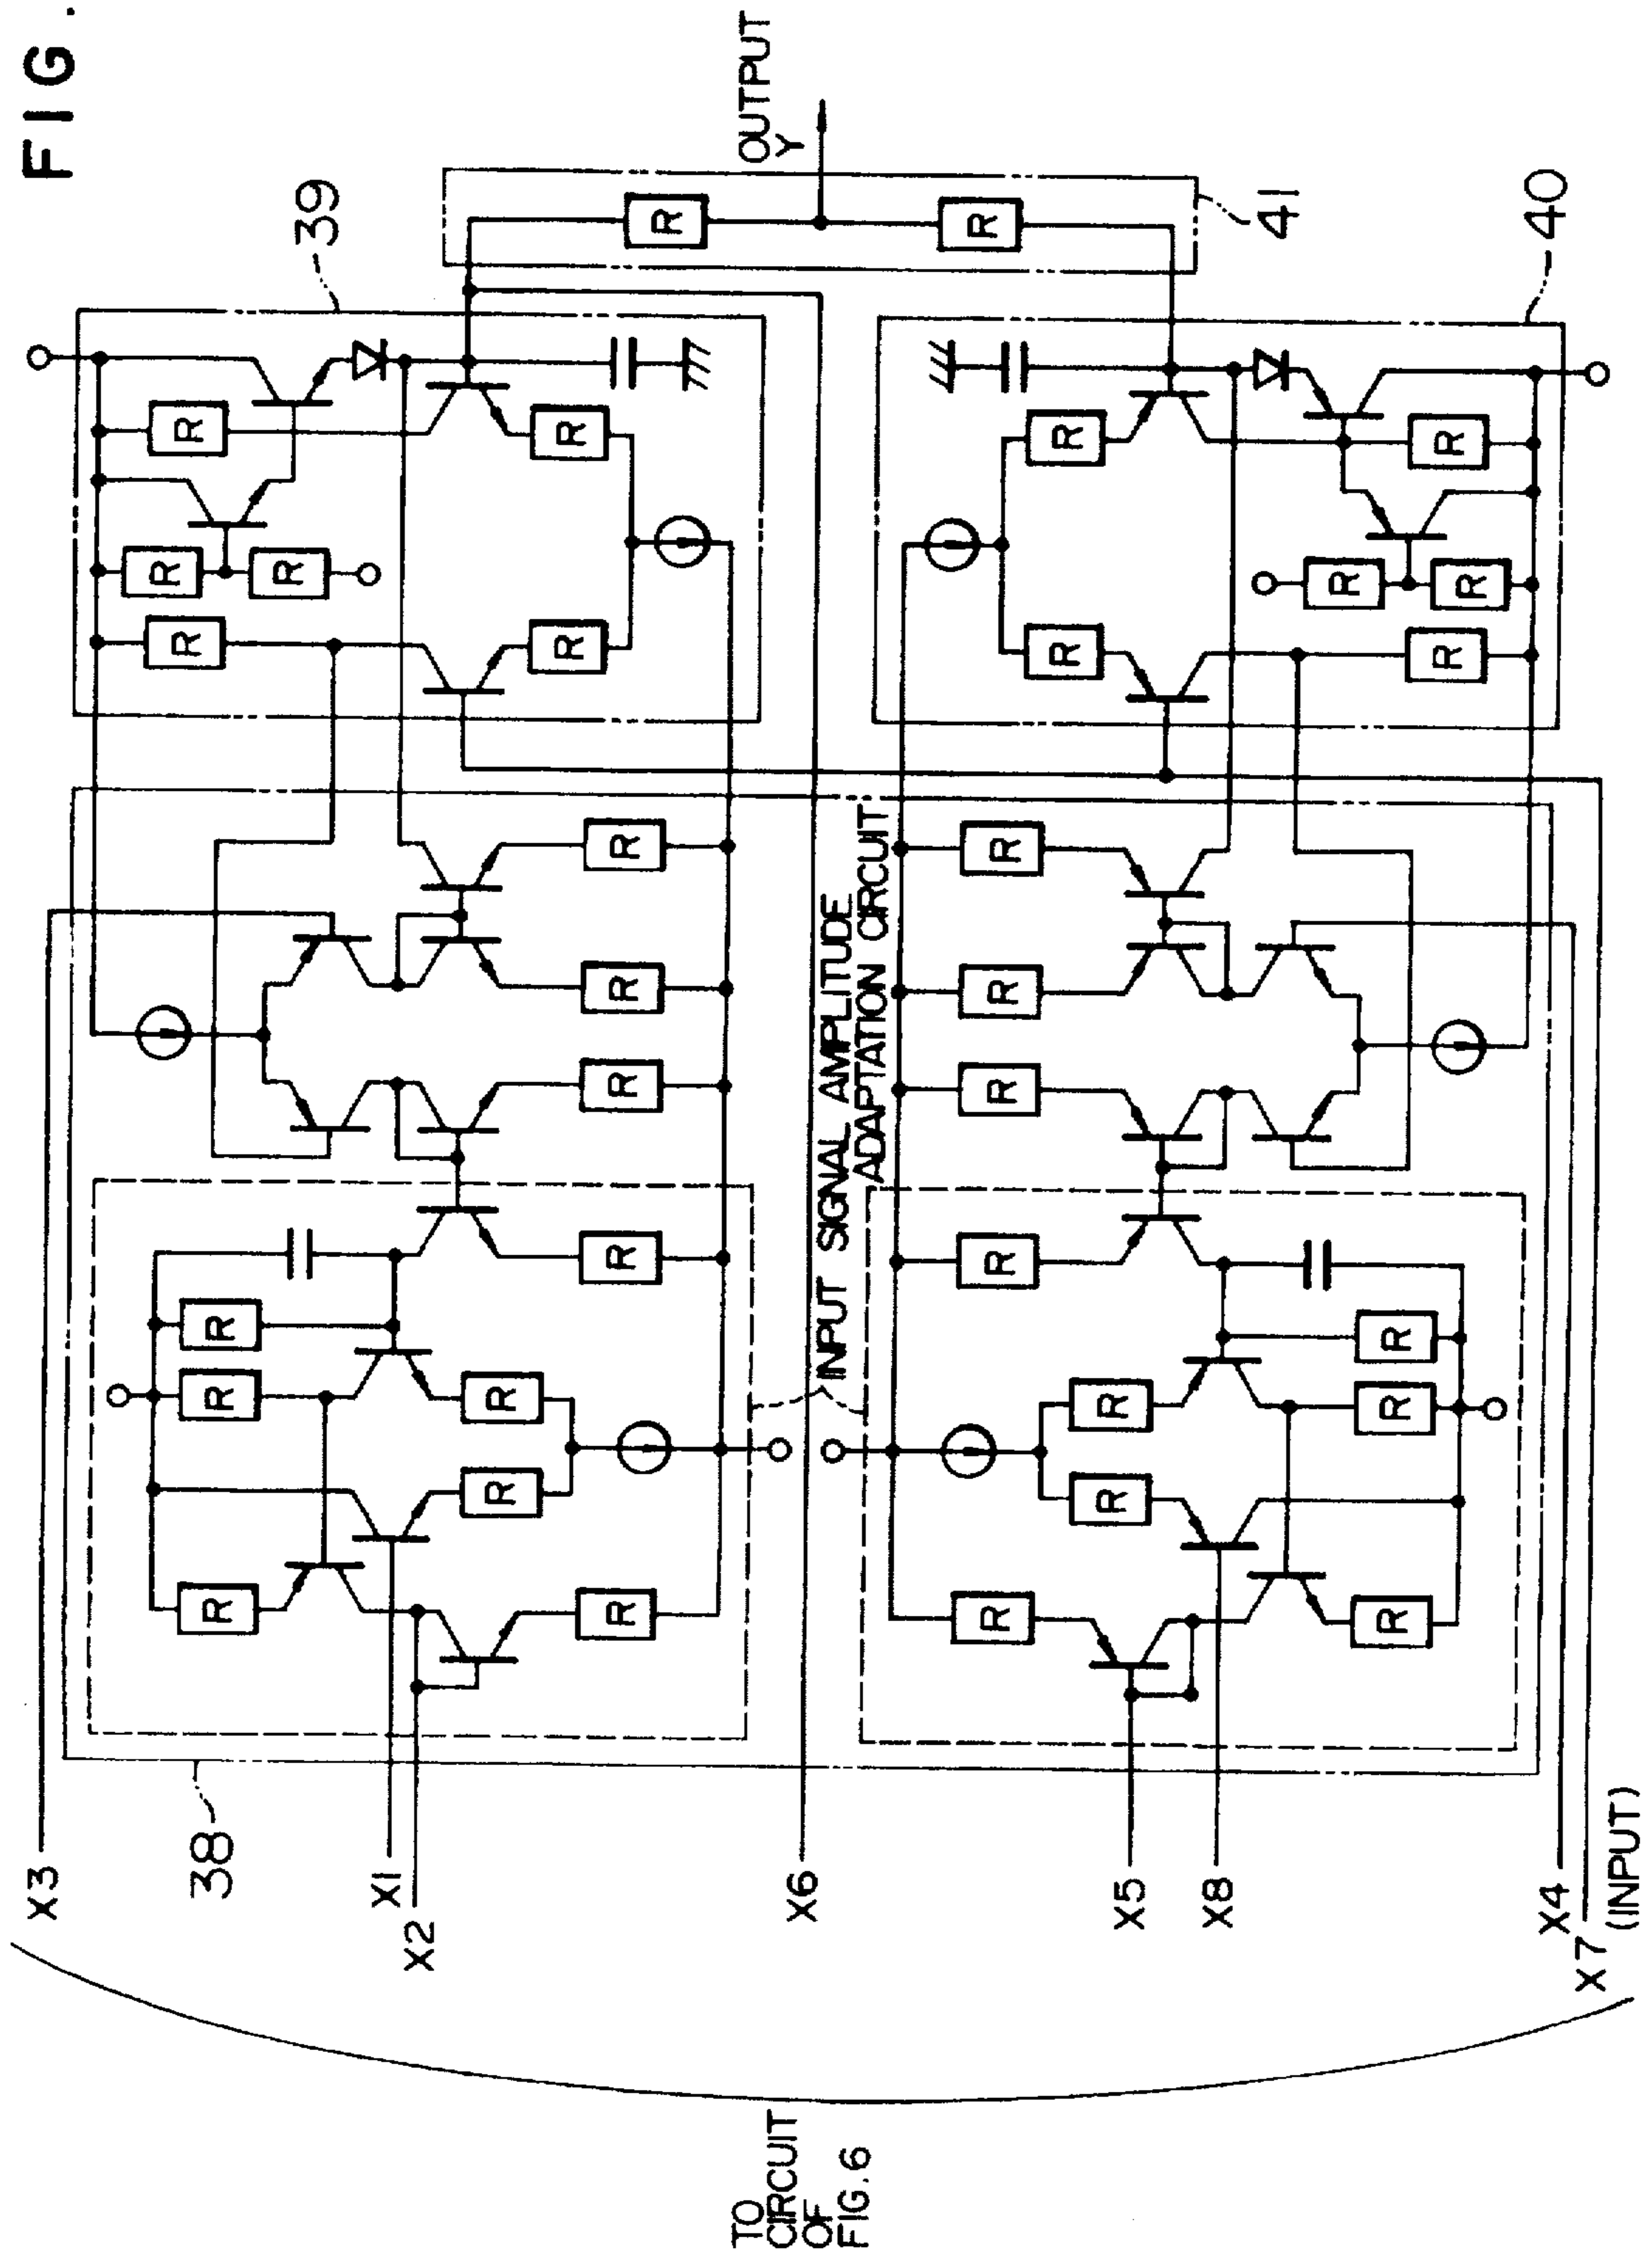 FIG.
39
R
R
R
R
R
R
OUTPUT
Y
R
R
41
40
R
R
R
R
R
R
38
R
R
R
R
R
R
R
R
R
R
INPUT SIGNAL AMPLITUDE
ADAPTATION CIRCUIT
R
R
R
R
R
R
R
R
R
R
X3
X1
X2
X6
X5
X8
X4
X7
(INPUT)
TO
CIRCUIT
OF
FIG.6